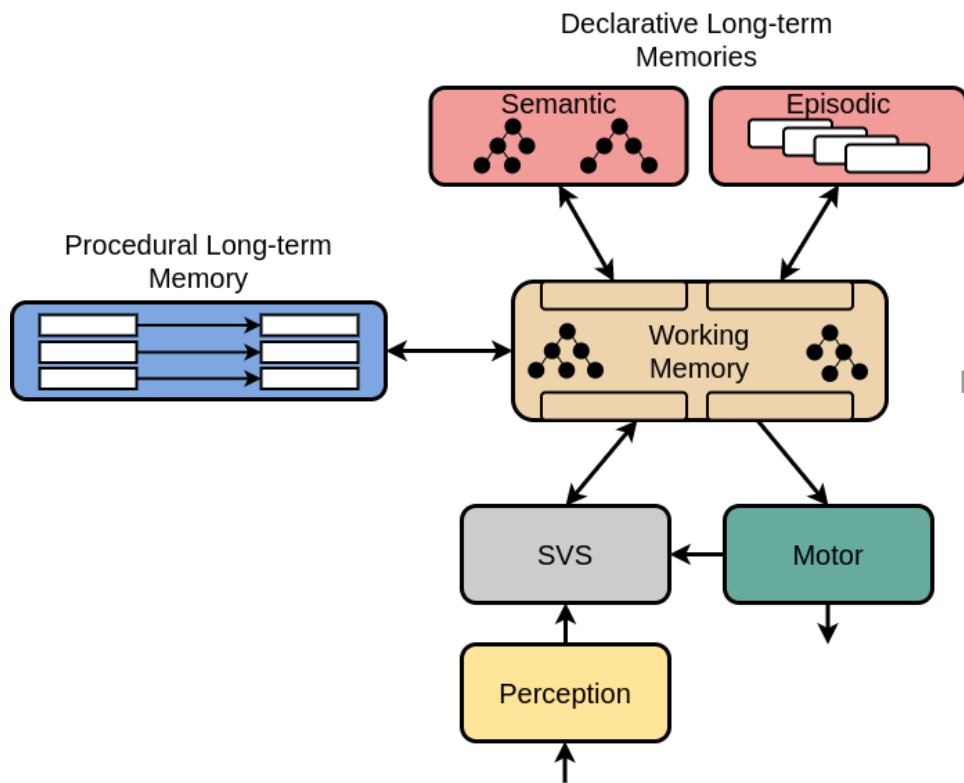 Declarative Long-term
Memories
Semantic
Episodic
Procedural Long-term
Memory
Working
Memory
SVS
Motor
Perception